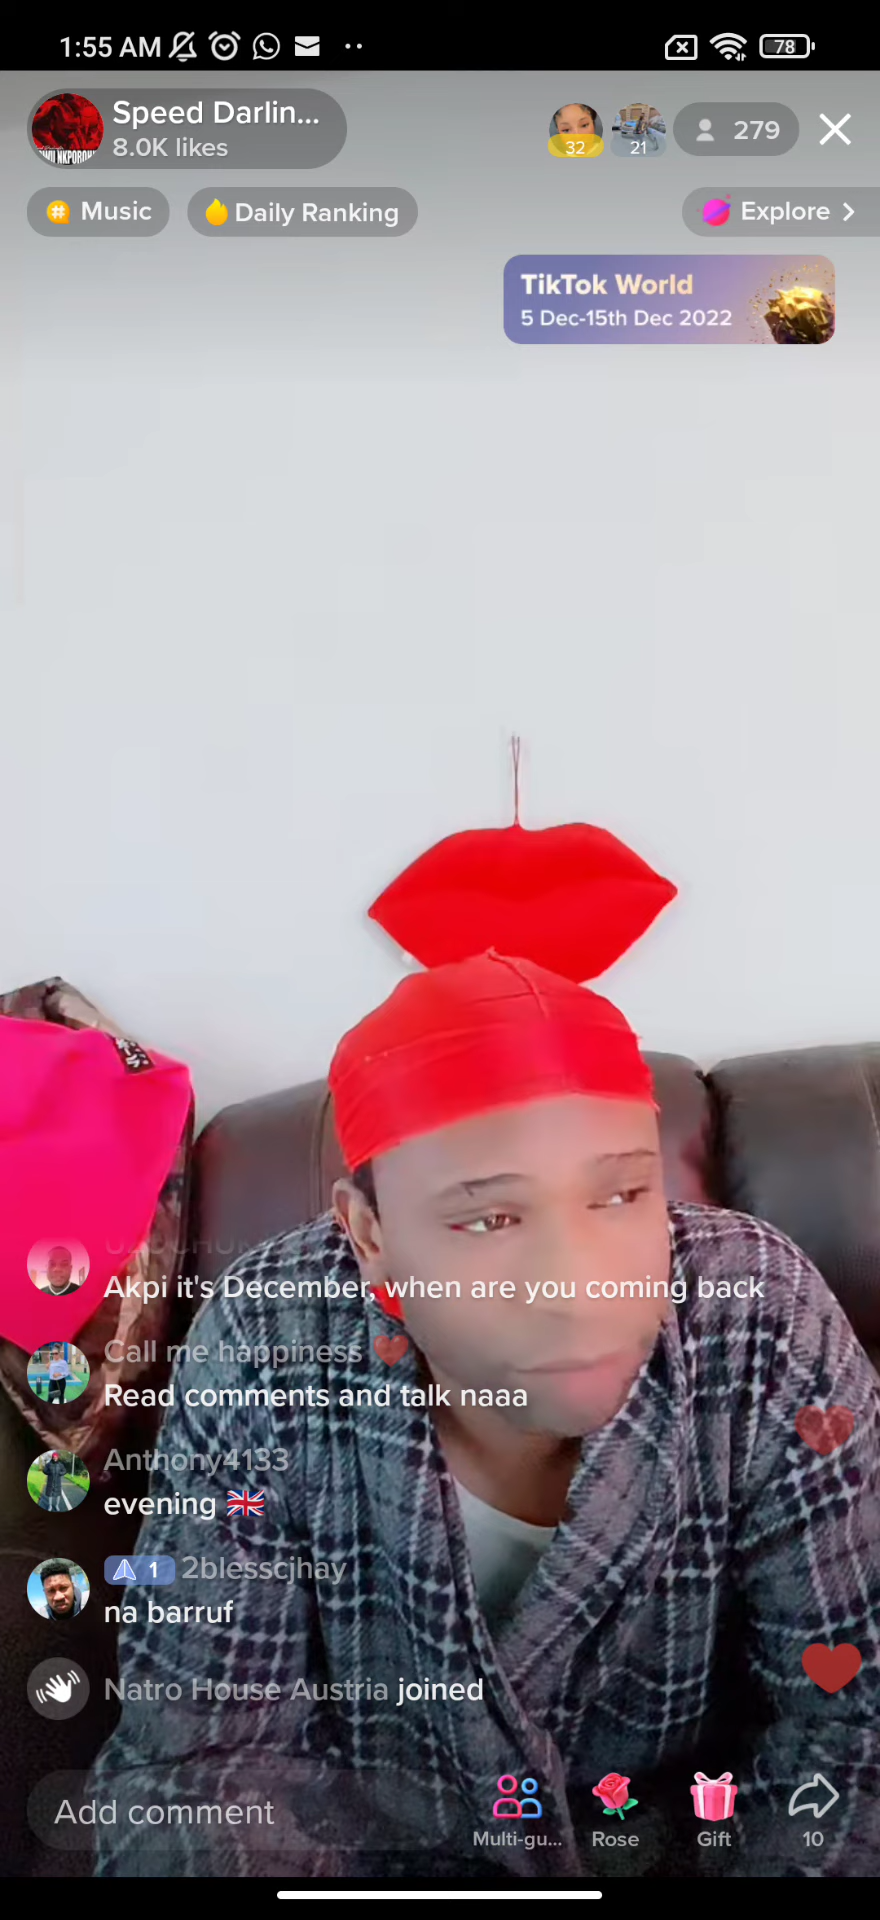 1:55 AM
78
Speed Darlin...
8.0K likes
32
21
279
Music
Daily Ranking
Explore
TikTok World
5 Dec-15th Dec 2022
Akpi it's December, when are you coming back
Call me happiness
Read comments and talk naaa
Anthony4133
evening 🇬🇧
1 2blesscjhay
na barruf
Natro House Austria joined
Add comment
Multi-gu...
Rose
Gift
10